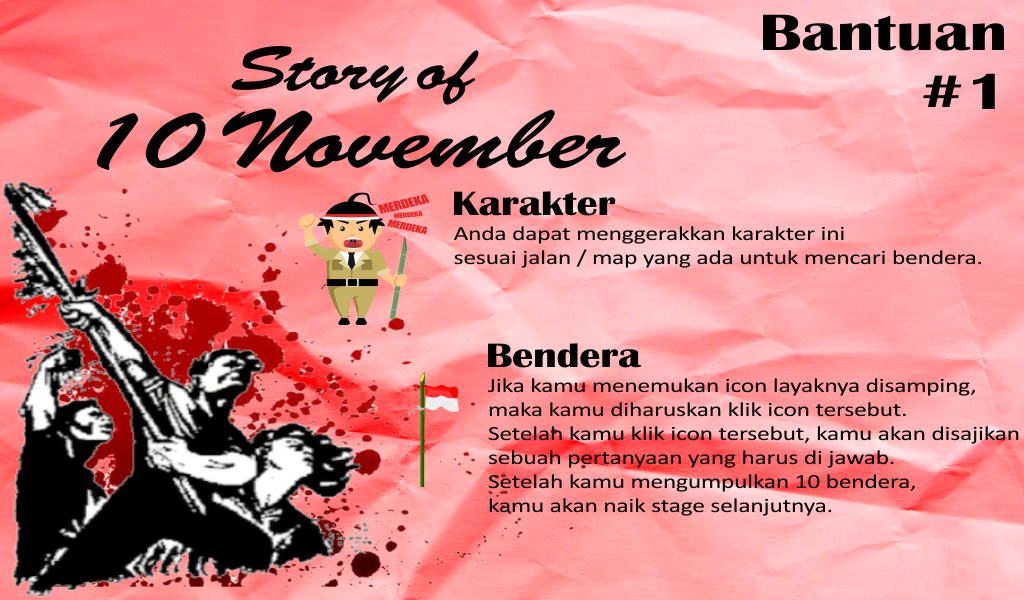 Bantuan
#1
Story of
10 November
MERDEKA
MERDEKA
MERDEKA
Karakter
Anda dapat menggerakkan karakter ini
sesuai jalan / map yang ada untuk mencari bendera.
Bendera
Jika kamu menemukan icon layaknya disamping,
maka kamu diharuskan klik icon tersebut.
Setelah kamu klik icon tersebut, kamu akan disajikan
sebuah pertanyaan yang harus di jawab.
Setelah kamu mengumpulkan 10 bendera,
kamu akan naik stage selanjutnya.